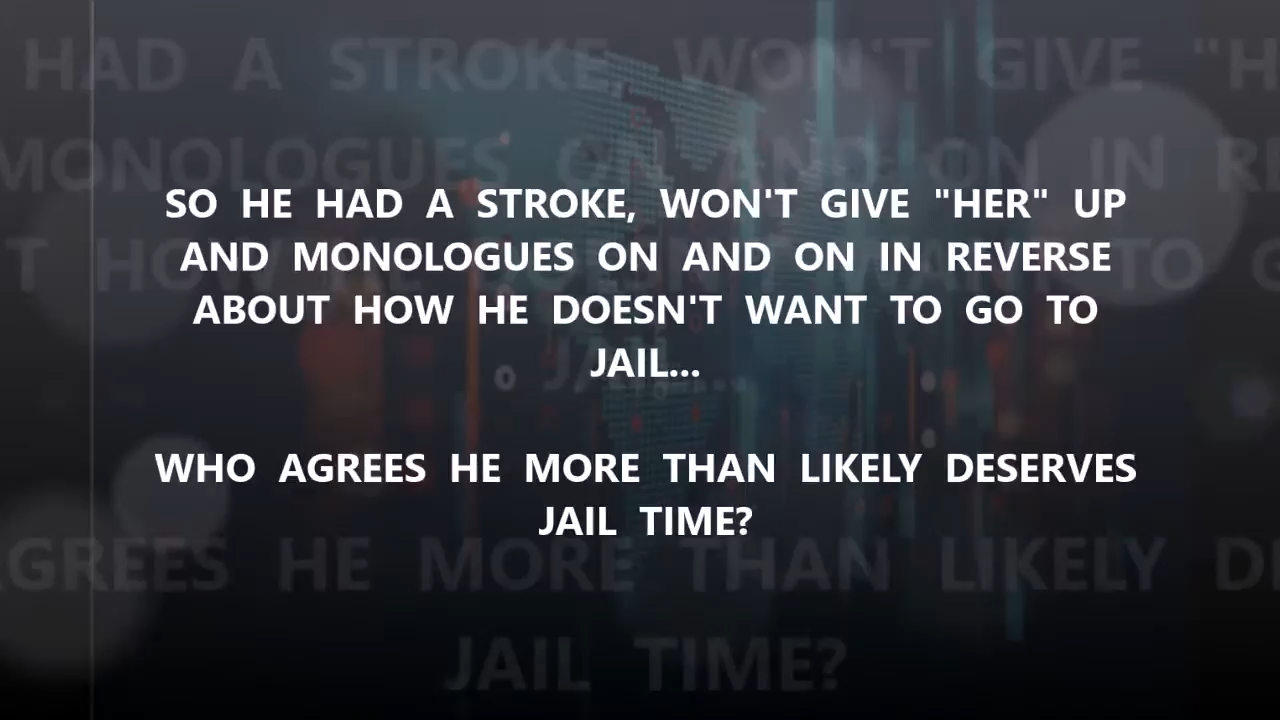 SO HE HAD A STROKE, WON'T GIVE "HER" UP
AND MONOLOGUES ON AND ON IN REVERSE
ABOUT HOW HE DOESN'T WANT TO GO TO
JAIL...
WHO AGREES HE MORE THAN LIKELY DESERVES
JAIL TIME?